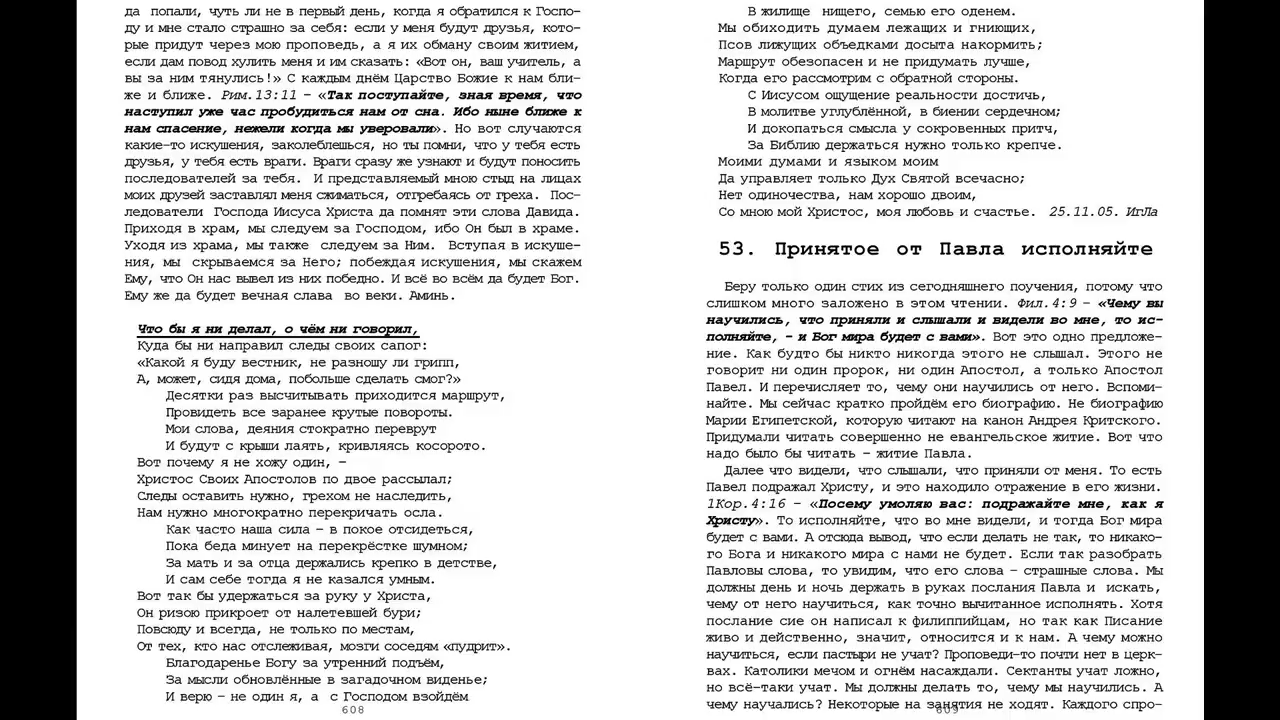 да попали, чуть ли не в первый день, когда я обратился к Госпо-
ду и мне стало страшно за себя: если у меня будут друзья, кото-
рые придут через мою проповедь, а я их обману своим житием,
если дам повод хулить меня и им сказать: «Вот он, ваш учитель, а
вы за ним тянулись!» С каждым днём Царство Божие к нам бли-
же и ближе. Рим.13:11 – «Так поступайте, зная время, что
наступил уже час пробудиться нам от сна. Ибо ныне ближе к
нам спасение, нежели когда мы уверовали». Но вот случаются
какие-то искушения, заколеблешься, но ты помни, что у тебя есть
друзья, у тебя есть враги. Враги сразу же узнают и будут поносить
последователей за тебя. И представляемый мною стыд на лицах
моих друзей заставлял меня сжиматься, отгребаясь от греха. Пос-
ледователи Господа Иисуса Христа да помнят эти слова Давида.
Приходя в храм, мы следуем за Господом, ибо Он был в храме.
Уходя из храма, мы также следуем за Ним. Вступая в искуше-
ния, мы скрываемся за Него; побеждая искушения, мы скажем
Ему, что Он нас вывел из них победно. И всё во всём да будет Бог.
Ему же да будет вечная слава во веки. Аминь.
Что бы я ни делал, о чём ни говорил,
Куда бы ни направил следы своих сапог:
«Какой я буду вестник, не разношу ли грипп,
А, может, сидя дома, побольше сделать смог?»
Десятки раз высчитывать приходится маршрут,
Провидеть все заранее крутые повороты.
Мои слова, деяния стократно переврут
И будут с крыши лаять, кривляясь косорото.
Вот почему я не хожу один, –
Христос Своих Апостолов по двое рассылал;
Следы оставить нужно, грехом не наследить,
Нам нужно многократно перекричать осла.
Как часто наша сила – в покое отсидеться,
Пока беда минует на перекрёстке шумном;
За мать и за отца держались крепко в детстве,
И сам себе тогда я не казался умным.
Вот так бы удержаться за руку у Христа,
Он ризою прикроет от налетевшей бури;
Повсюду и всегда, не только по местам,
От тех, кто нас отслеживая, мозги соседям «пудрит».
Благодаренье Богу за утренний подъём,
За мысли обновлённые в загадочном виденье;
И верю – не один я, а с Господом взойдём
608
В жилище нищего, семью его оденем.
Мы обиходить думаем лежащих и гниющих,
Псов лижущих объедками досыта накормить;
Маршрут обезопасен и не придумать лучше,
Когда его рассмотрим с обратной стороны.
С Иисусом ощущение реальности достичь,
В молитве углублённой, в биении сердечном;
И докопаться смысла у сокровенных притч,
За Библию держаться нужно только крепче.
Моими думами и языком моим
Да управляет только Дух Святой всечасно;
Нет одиночества, нам хорошо двоим,
Со мною мой Христос, моя любовь и счастье. 25.11.05. ИгЛа
53. Принятое от Павла исполняйте
Беру только один стих из сегодняшнего поучения, потому что
слишком много заложено в этом чтении. Фил.4:9 – «Чему вы
научились, что приняли и слышали и видели во мне, то ис-
полняйте, - и Бог мира будет с вами». Вот это одно предложе-
ние. Как будто бы никто никогда этого не слышал. Этого не
говорит ни один пророк, ни один Апостол, а только Апостол
Павел. И перечисляет то, чему они научились от него. Вспоми-
найте. Мы сейчас кратко пройдём его биографию. Не биографию
Марии Египетской, которую читают на канон Андрея Критского.
Придумали читать совершенно не евангельское житие. Вот что
надо было бы читать – житие Павла.
Далее что видели, что слышали, что приняли от меня. То есть
Павел подражал Христу, и это находило отражение в его жизни.
1Кор.4:16 – «Посему умоляю вас: подражайте мне, как я
Христу». То исполняйте, что во мне видели, и тогда Бог мира
будет с вами. А отсюда вывод, что если делать не так, то никако-
го Бога и никакого мира с нами не будет. Если так разобрать
Павловы слова, то увидим, что его слова – страшные слова. Мы
должны день и ночь держать в руках послания Павла и искать,
чему от него научиться, как точно вычитанное исполнять. Хотя
послание сие он написал к филиппийцам, но так как Писание
живо и действенно, значит, относится и к нам. А чему можно
научиться, если пастыри не учат? Проповеди-то почти нет в церк-
вах. Католики мечом и огнём насаждали. Сектанты учат ложно,
но всё-таки учат. Мы должны делать то, чему мы научились. А
чему научались? Некоторые на занятия не ходят. Каждого спро-
609